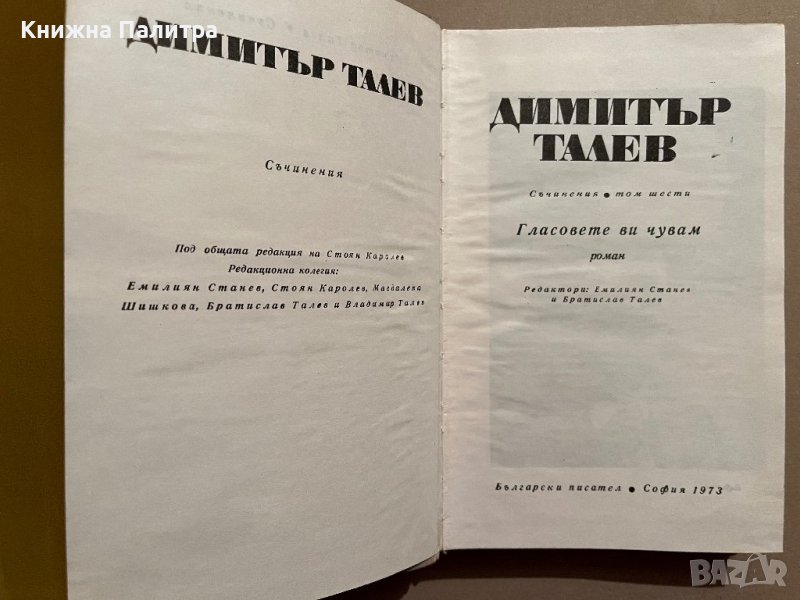 Книжна Палитра
ДИМИТЪР ТАЛЕВ
Съчинения
Под общата редакция на Стоян Каролев
Редакционна колегия:
Емилиян Станев, Стоян Каролев, Магдалена
Шишкова, Братислав Талев и Владимир Талев
ДИМИТЪР
ТАЛЕВ
Съчинения • том шести
Гласовете ви чувам
роман
Редактори: Емилиян Станев
и Братислав Талев
Български писател • София 1973
BAZAR